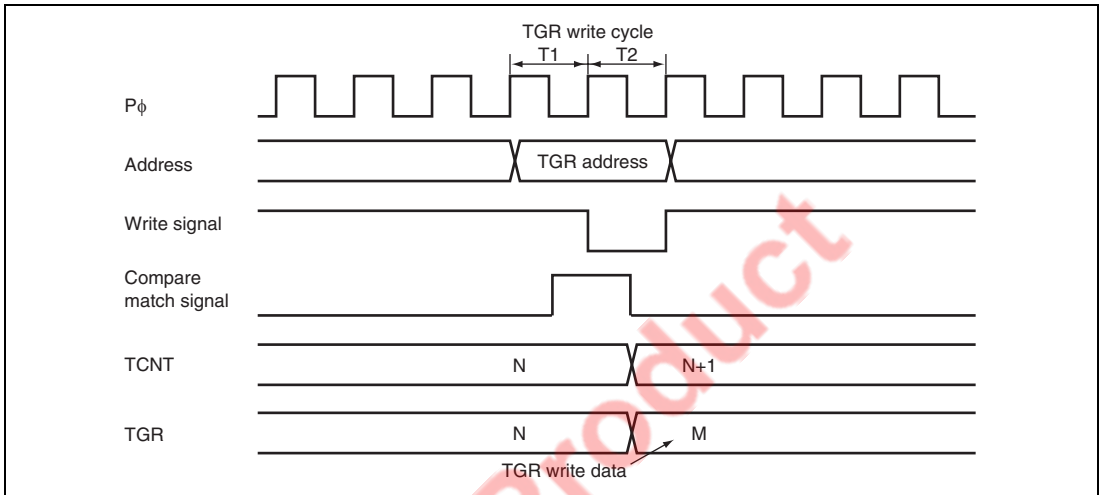 TGR write cycle
T1 T2
Pϕ
Address
TGR address
Write signal
Compare
match signal
TCNT
N
N+1
TGR
N
M
TGR write data
Product